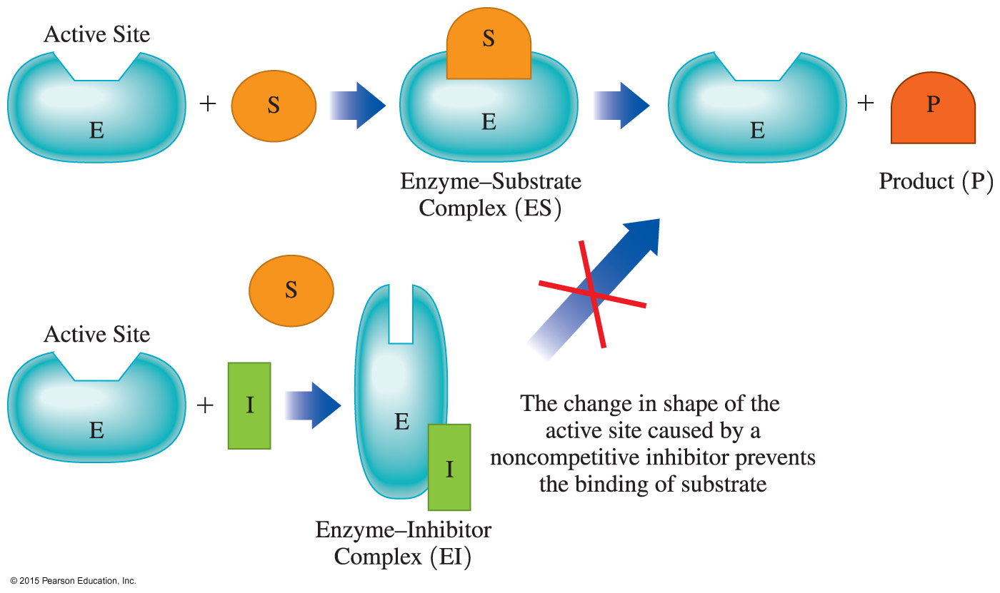 Active Site
E
+
S
S
E
Enzyme–Substrate
Complex (ES)
E
+
P
Product (P)
Active Site
E
+
I
S
E
I
Enzyme–Inhibitor
Complex (EI)
The change in shape of the
active site caused by a
noncompetitive inhibitor prevents
the binding of substrate
© 2015 Pearson Education, Inc.